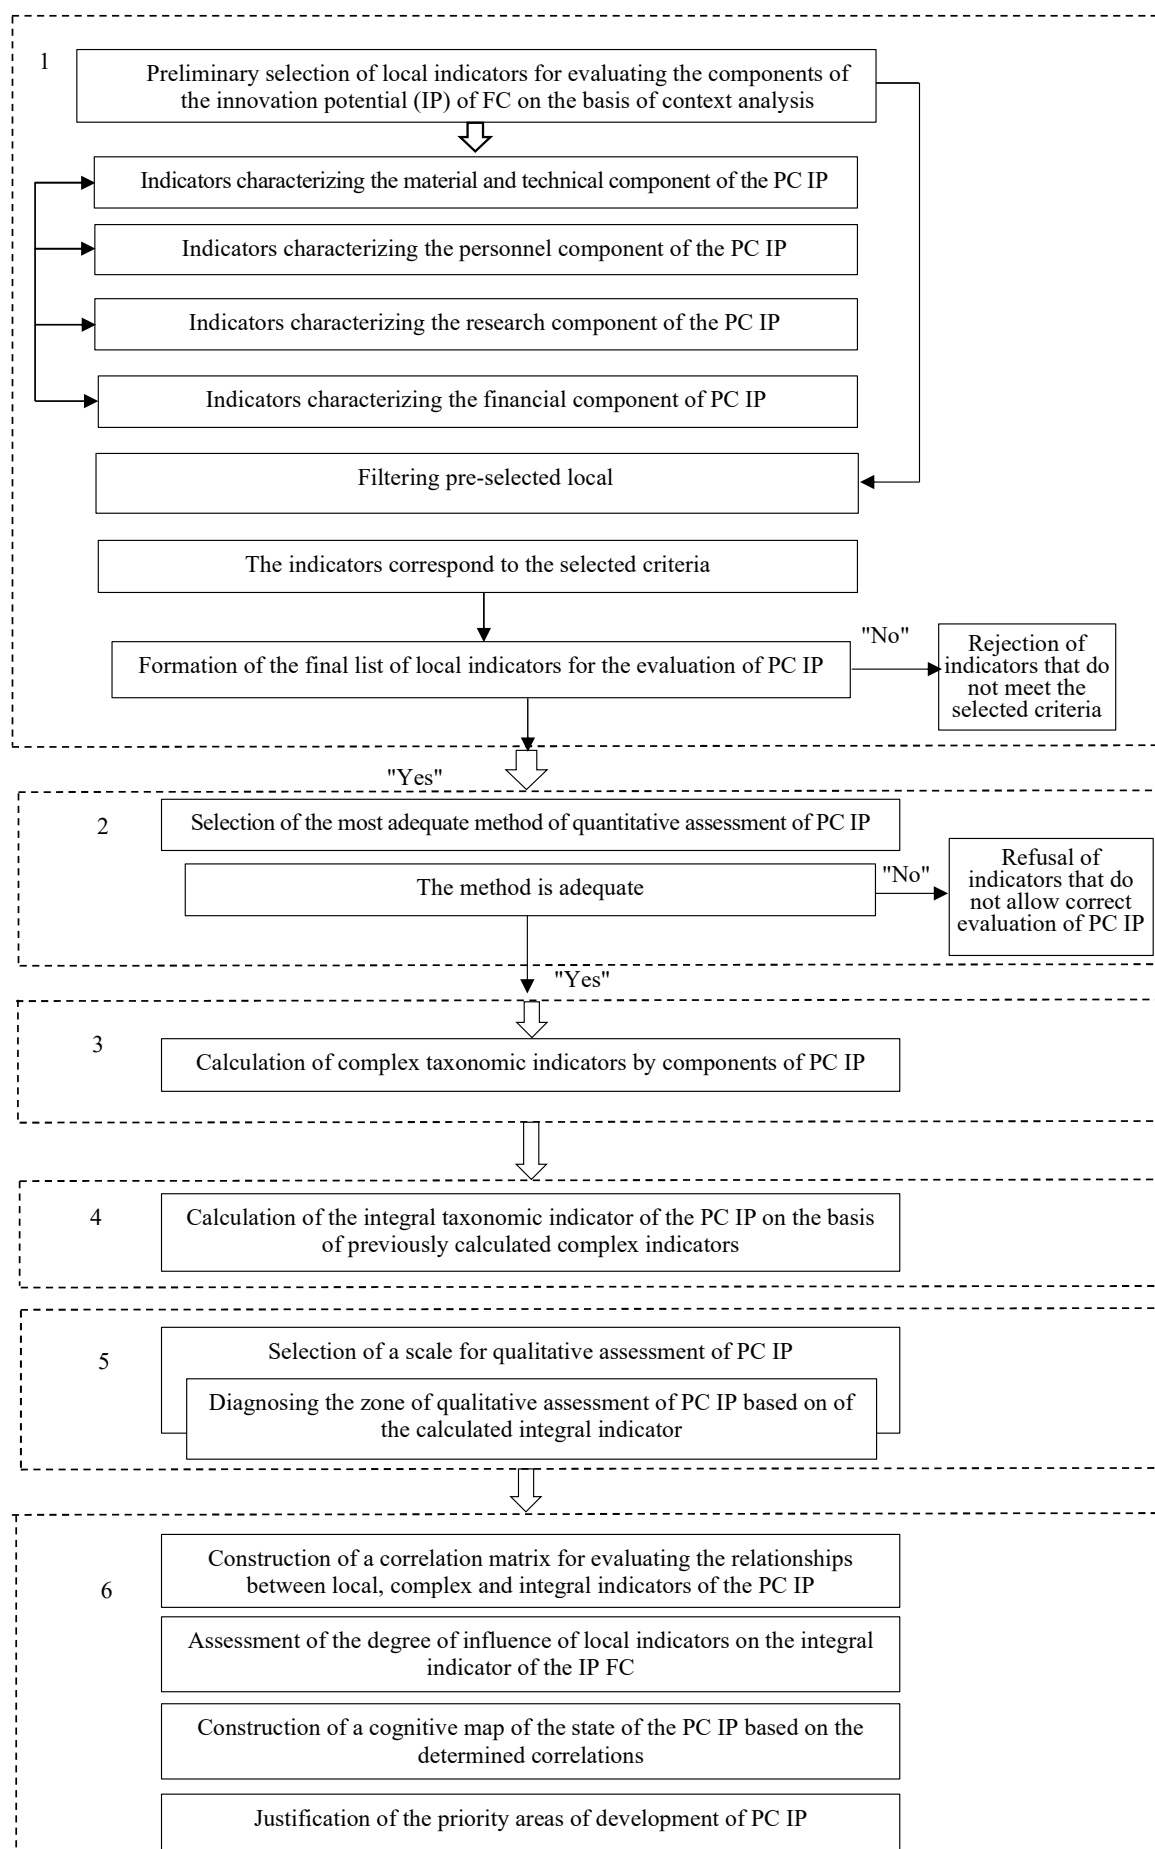 1
Preliminary selection of local indicators for evaluating the components of
the innovation potential (IP) of FC on the basis of context analysis
Indicators characterizing the material and technical component of the PC IP
Indicators characterizing the personnel component of the PC IP
Indicators characterizing the research component of the PC IP
Indicators characterizing the financial component of PC IP
Filtering pre-selected local
The indicators correspond to the selected criteria
Formation of the final list of local indicators for the evaluation of PC IP
"No"
Rejection of
indicators that do
not meet the
selected criteria
"Yes"
2
Selection of the most adequate method of quantitative assessment of PC IP
The method is adequate
"No"
Refusal of
indicators that do
not allow correct
evaluation of PC IP
"Yes"
3
Calculation of complex taxonomic indicators by components of PC IP
4
Calculation of the integral taxonomic indicator of the PC IP on the basis
of previously calculated complex indicators
5
Selection of a scale for qualitative assessment of PC IP
Diagnosing the zone of qualitative assessment of PC IP based on of
the calculated integral indicator
6
Construction of a correlation matrix for evaluating the relationships
between local, complex and integral indicators of the PC IP
Assessment of the degree of influence of local indicators on the integral
indicator of the IP FC
Construction of a cognitive map of the state of the PC IP based on the
determined correlations
Justification of the priority areas of development of PC IP